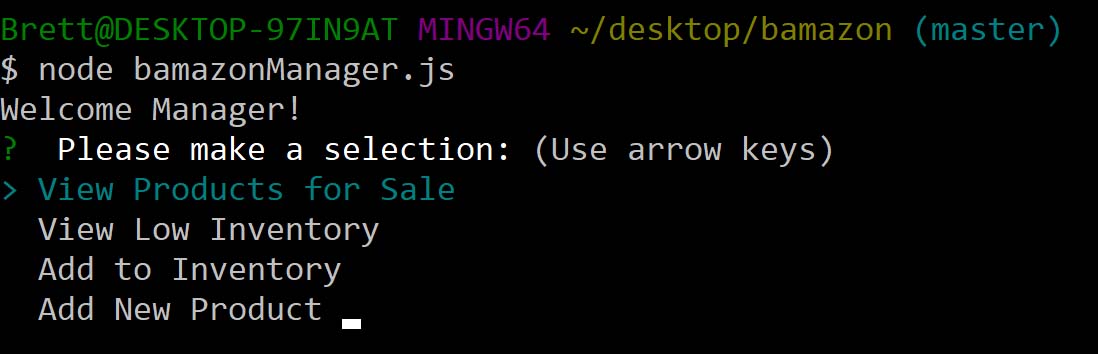 Brett@DESKTOP-97IN9AT MINGW64 ~/desktop/bamazon (master)
$ node bamazonManager.js
Welcome Manager!
?  Please make a selection: (Use arrow keys)
> View Products for Sale
  View Low Inventory
  Add to Inventory
  Add New Product